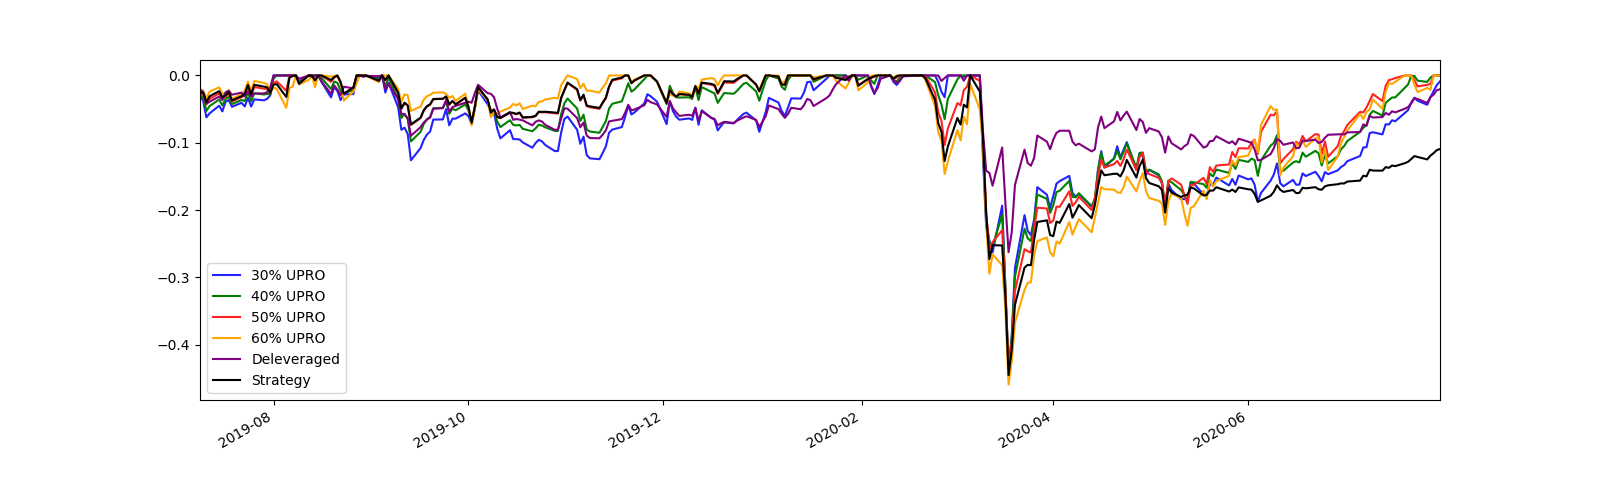 0.0
−0.1
−0.2
−0.3
−0.4
30% UPRO
40% UPRO
50% UPRO
60% UPRO
Deleveraged
Strategy
2019-08
2019-10
2019-12
2020-02
2020-04
2020-06